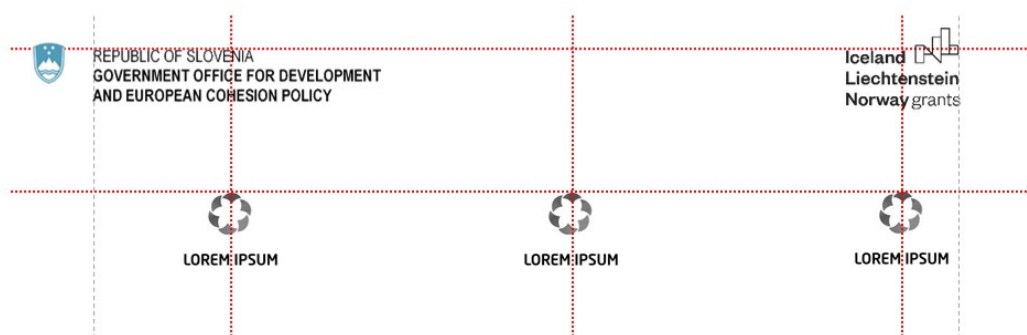 REPUBLIC OF SLOVENIA
GOVERNMENT OFFICE FOR DEVELOPMENT
AND EUROPEAN COHESION POLICY
Iceland
Liechtenstein
Norway grants
LOREM IPSUM
LOREM IPSUM
LOREM IPSUM